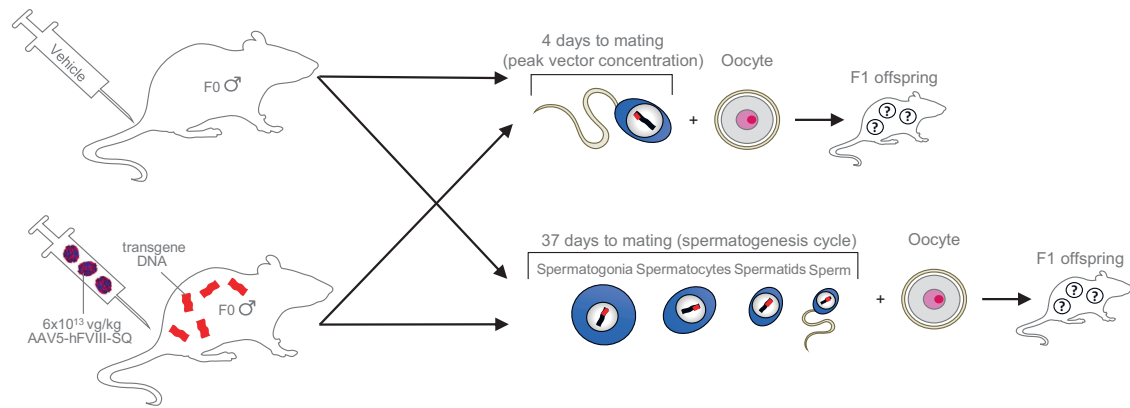 Vehicle
F0 ♂
4 days to mating
(peak vector concentration)
Oocyte
+
F1 offspring
? ? ?
transgene
DNA
F0 ♂
6x10¹³ vg/kg
AAV5-hFVIII-SQ
37 days to mating (spermatogenesis cycle)
Spermatogonia Spermatocytes Spermatids Sperm
Oocyte
+
F1 offspring
? ? ?